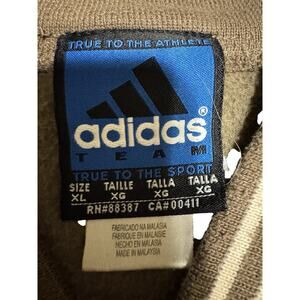 TRUE TO THE ATHLETE
adidas®
TEAM
TRUE TO THE SPORT
SIZE TAILLE TALLA TALLA
XL XG XG XG
RN#88387 CA#00411
FABRICADO NA MALASIA
FABRIQUE EN MALAISIE
HECHO EN MALASIA
MADE IN MALAYSIA